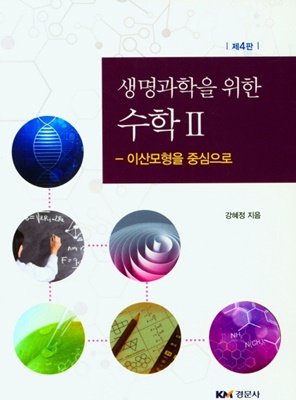 | 제4판 |
생명과학을 위한
수학 II
- 이산모형을 중심으로
강혜정 지음
KM 경문사